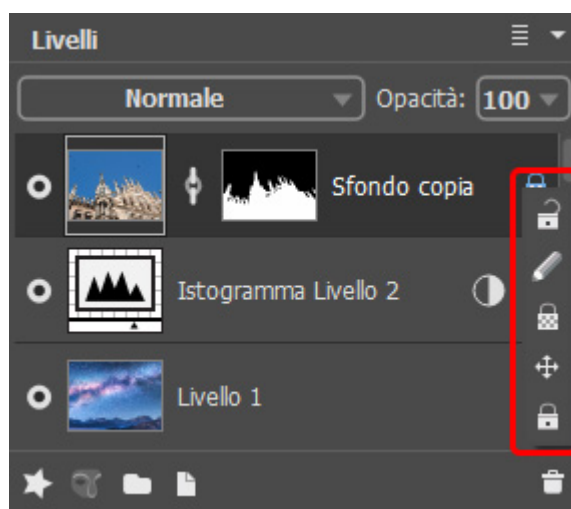 Livelli
Normale Opacità: 100
Sfondo copia
Istogramma Livello 2
Livello 1